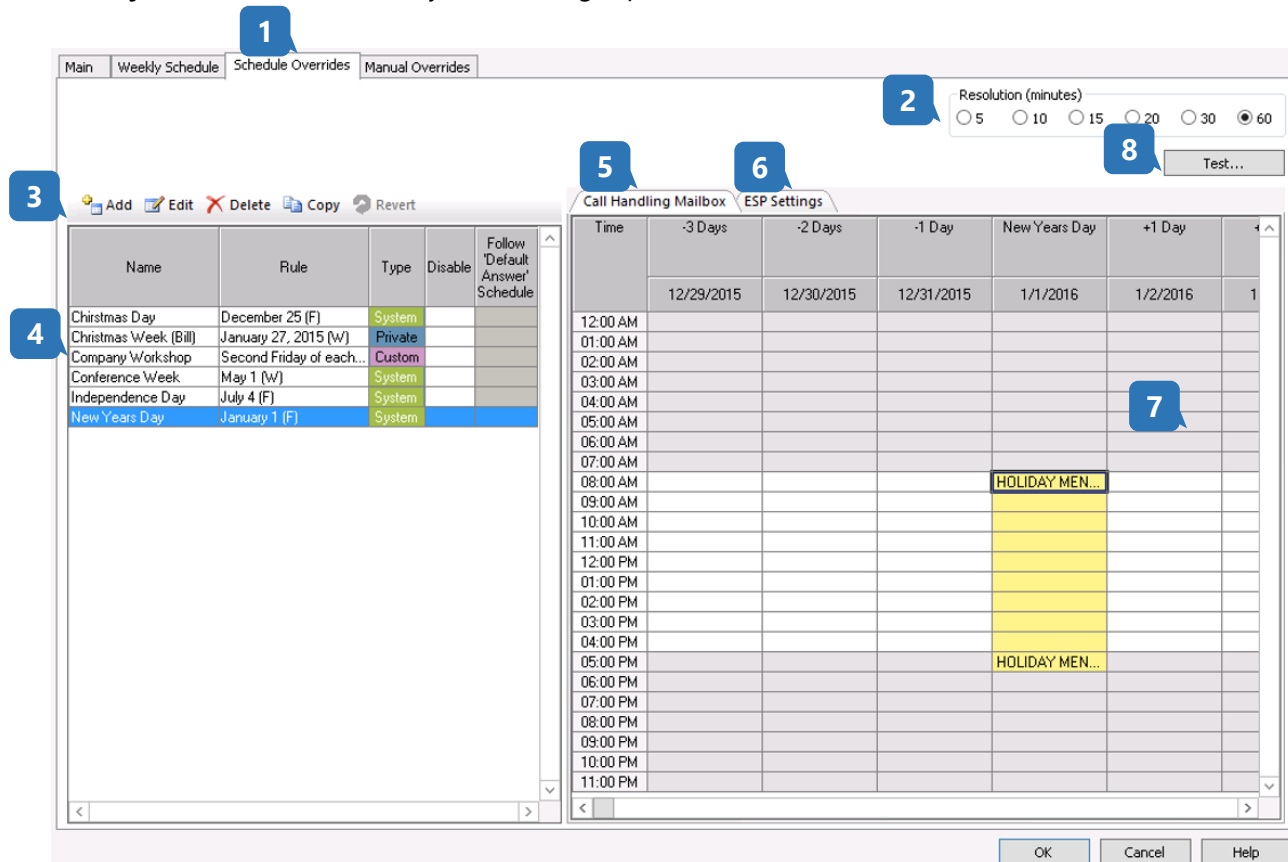 1
Main Weekly Schedule Schedule Overrides Manual Overrides
2
Resolution (minutes)
5 10 15 20 30 60
8
Test...
3
Add Edit Delete Copy Revert
5
6
Call Handling Mailbox ESP Settings
Name Rule Type Disable Follow 'Default Answer' Schedule
4
Chirstmas Day December 25 (F) System
Christmas Week (Bill) January 27, 2015 (W) Private
Company Workshop Second Friday of each... Custom
Conference Week May 1 (W) System
Independence Day July 4 (F) System
New Years Day January 1 (F) System
Time -3 Days -2 Days -1 Day New Years Day +1 Day +
12/29/2015 12/30/2015 12/31/2015 1/1/2016 1/2/2016 1
12:00 AM
01:00 AM
02:00 AM
03:00 AM
04:00 AM
7
05:00 AM
06:00 AM
07:00 AM
08:00 AM HOLIDAY MEN...
09:00 AM
10:00 AM
11:00 AM
12:00 PM
01:00 PM
02:00 PM
03:00 PM
04:00 PM
05:00 PM HOLIDAY MEN...
06:00 PM
07:00 PM
08:00 PM
09:00 PM
10:00 PM
11:00 PM
OK Cancel Help